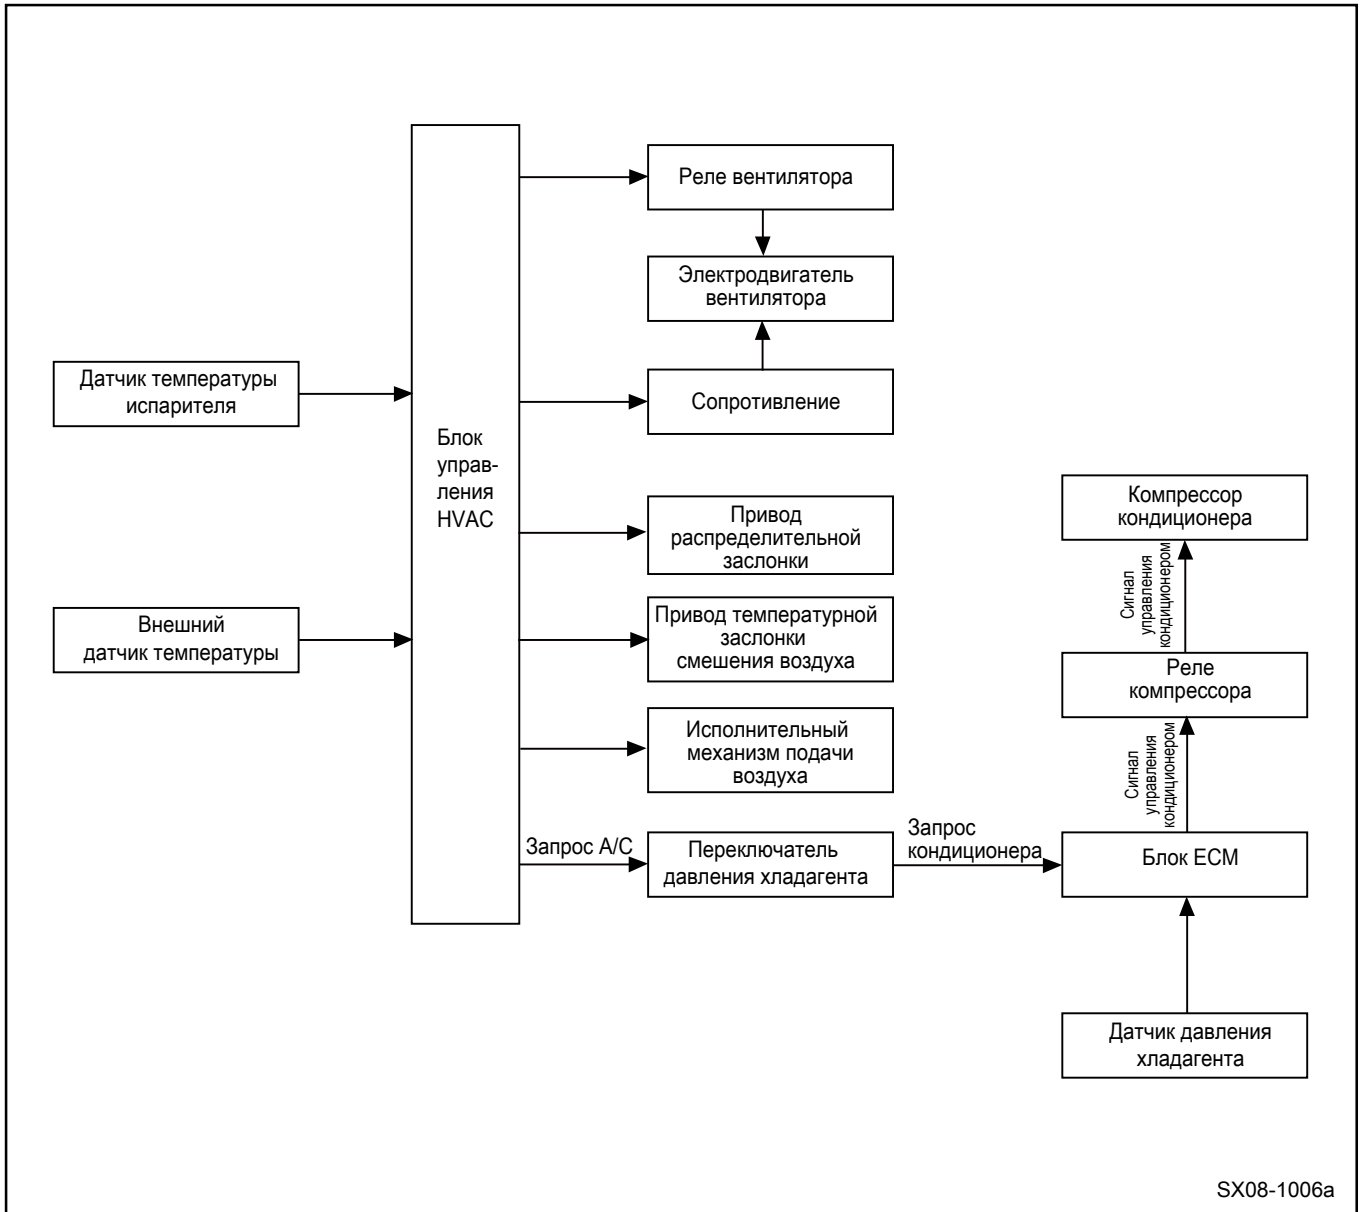 Реле вентилятора
Электродвигатель
вентилятора
Датчик температуры
испарителя
Сопротивление
Блок
управ-
ления
HVAC
Привод
распределительной
заслонки
Компрессор
кондиционера
Сигнал
управления
кондиционером
Внешний
датчик температуры
Привод температурной
заслонки
смешения воздуха
Реле
компрессора
Исполнительный
механизм подачи
воздуха
Сигнал
управления
кондиционером
Запрос A/C
Переключатель
давления хладагента
Запрос
кондиционера
Блок ECM
Датчик давления
хладагента
SX08-1006a